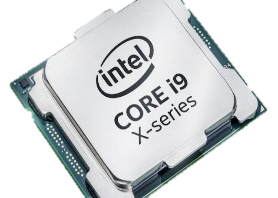 intel
CORE i9
X-series